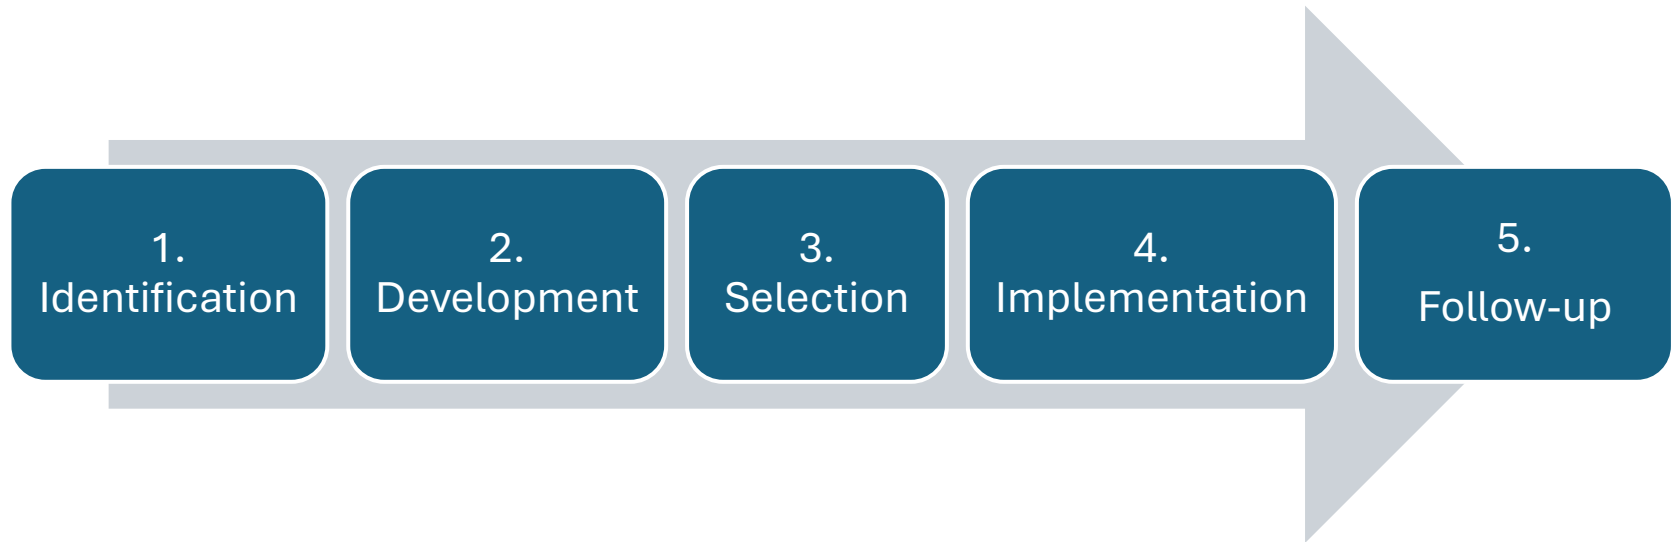 1.
Identification
2.
Development
3.
Selection
4.
Implementation
5.
Follow-up